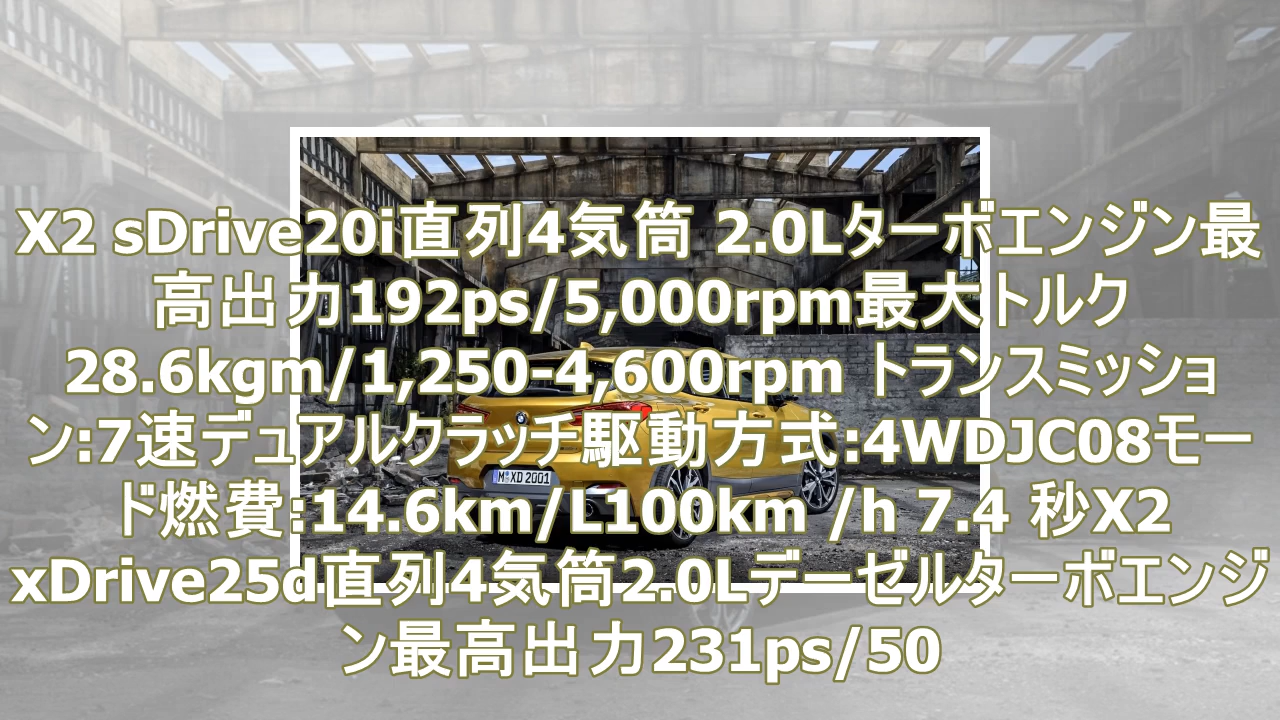 X2 sDrive20i直列4気筒 2.0Lターボエンジン最
高出力192ps/5,000rpm最大トルク
28.6kgm/1,250-4,600rpm トランスミッショ
ン:7速デュアルクラッチ駆動方式:4WDJC08モー
ド燃費:14.6km/L100km /h 7.4 秒X2
xDrive25d直列4気筒2.0Lデーゼルターボエンジ
ン最高出力231ps/50
M XD 2001